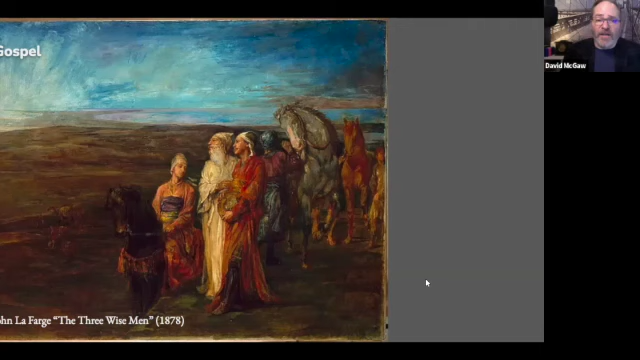 Gospel
David McGaw
ohn La Farge “The Three Wise Men” (1878)